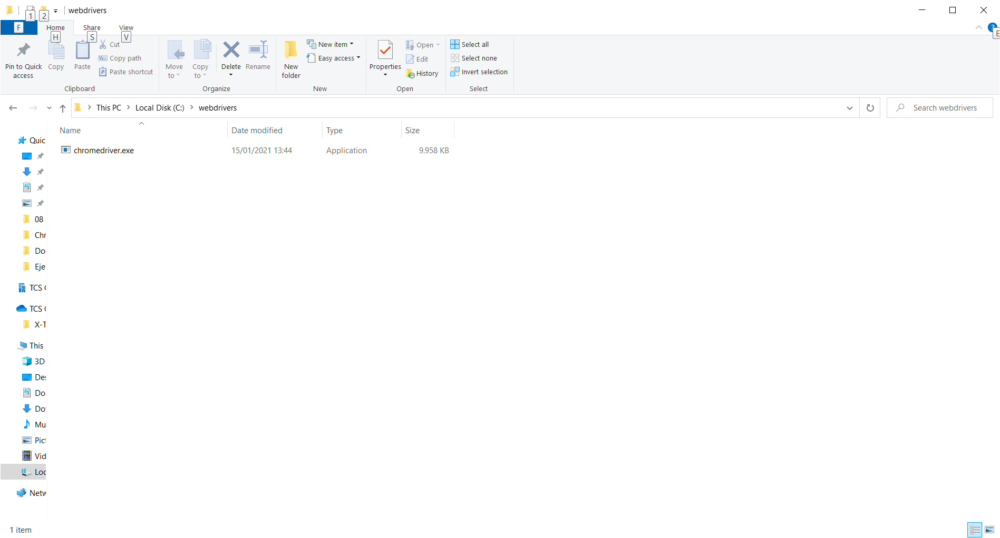 1 2 webdrivers
F Home Share View
H S V E
Pin to Quick access
Copy
Paste
Cut
Copy path
Paste shortcut
Clipboard
Move to
Copy to
Delete
Rename
Organize
New folder
New item
Easy access
New
Properties
Open
Edit
History
Open
Select all
Select none
Invert selection
Select
This PC Local Disk (C:) webdrivers
Search webdrivers
Name Date modified Type Size
chromedriver.exe 15/01/2021 13:44 Application 9.958 KB
Quic
08
Chr
Do
Eje
TCS
TCS
X-T
This
3D
Des
Do
Do
Mu
Pict
Vid
Loc
Netw
1 item